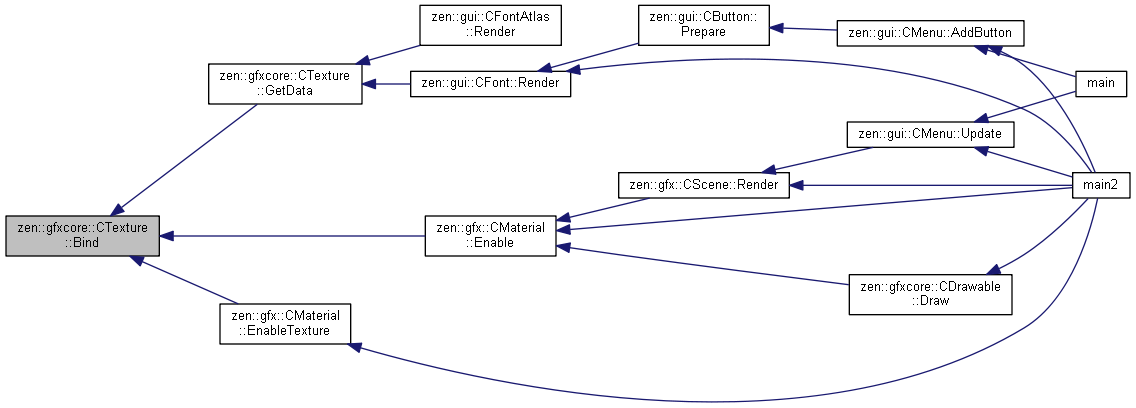 zen::gui::CFontAtlas
::Render
zen::gui::CButton::
Prepare
zen::gui::CMenu::AddButton
zen::gfxcore::CTexture
::GetData
zen::gui::CFont::Render
main
zen::gui::CMenu::Update
zen::gfx::CScene::Render
main2
zen::gfxcore::CTexture
::Bind
zen::gfx::CMaterial
::Enable
zen::gfxcore::CDrawable
::Draw
zen::gfx::CMaterial
::EnableTexture